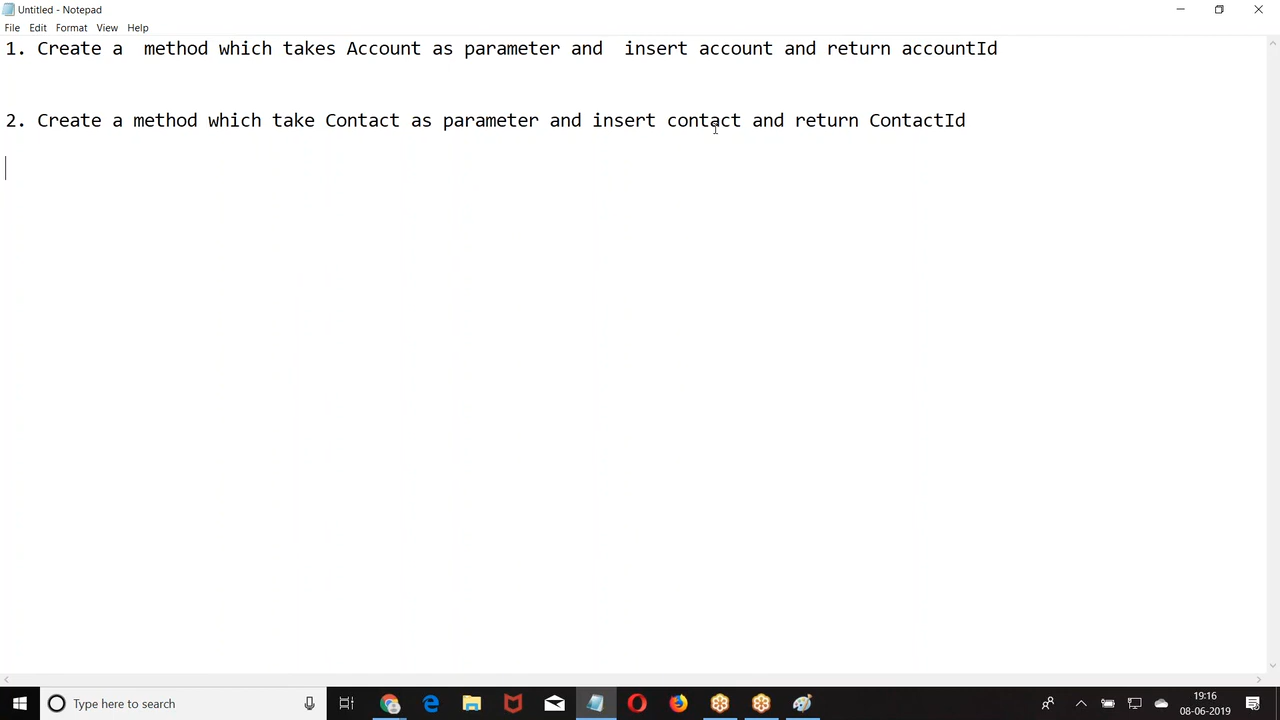 Untitled - Notepad
File Edit Format View Help
1. Create a  method which takes Account as parameter and  insert account and return accountId
2. Create a method which take Contact as parameter and insert contact and return ContactId
Type here to search
19:16
08-06-2019